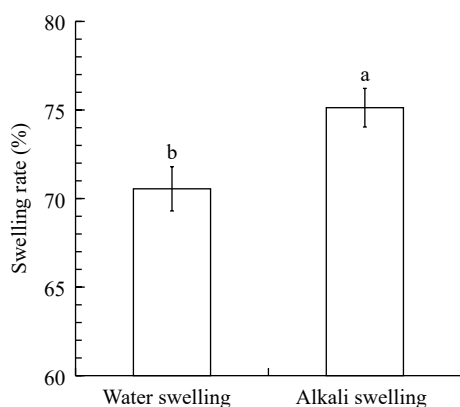 80
75
70
65
60
Swelling rate (%)
b
a
Water swelling
Alkali swelling